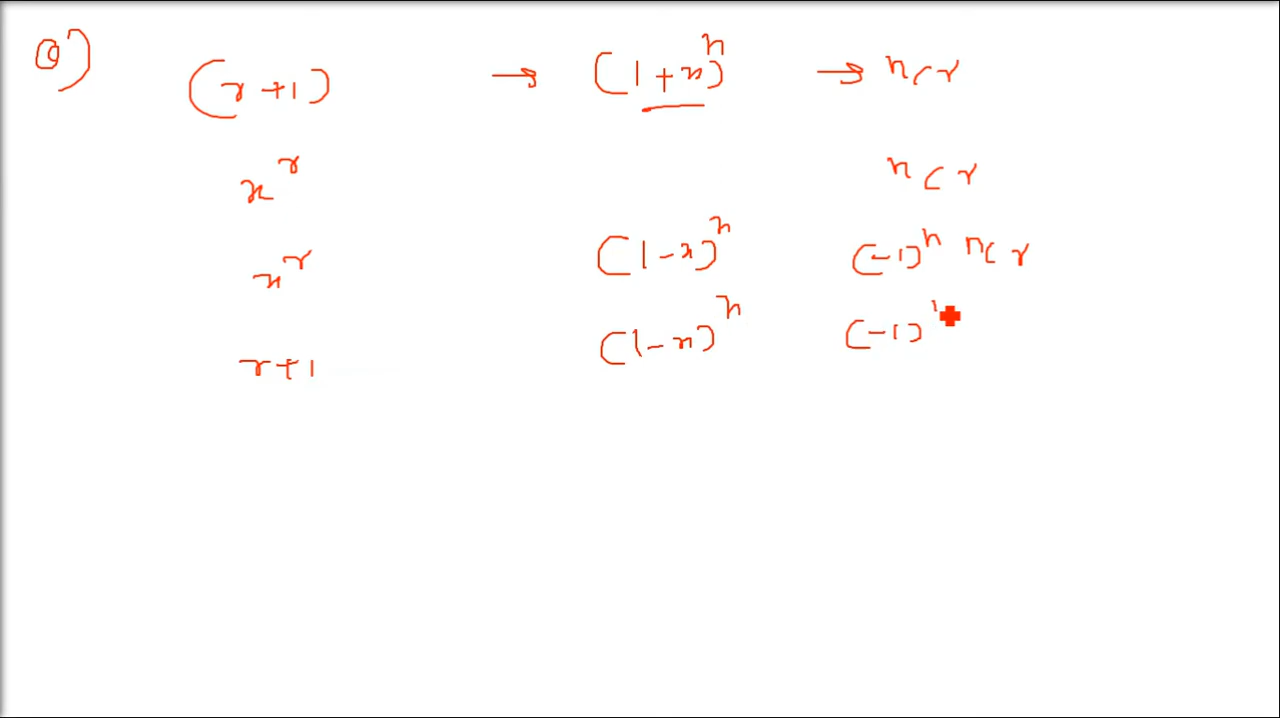 Q)
(r+1) → (1+x)^n → nCr
x^r nCr
x^r (1-x)^n (-1)^n nCr
r+1 (1-x)^n (-1)